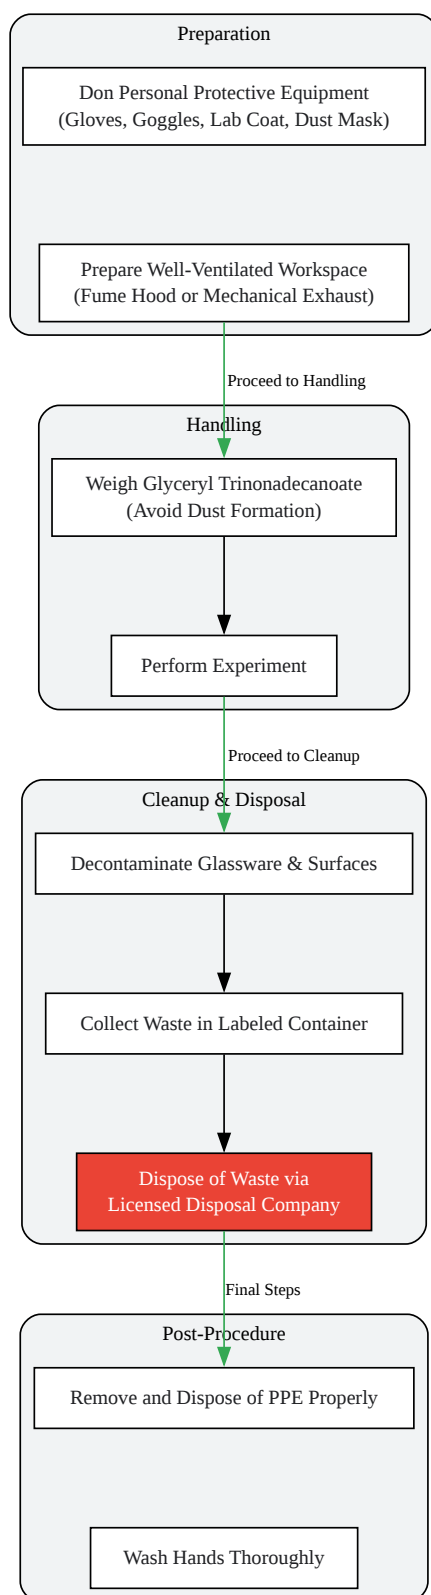 Preparation
Don Personal Protective Equipment
(Gloves, Goggles, Lab Coat, Dust Mask)
Prepare Well-Ventilated Workspace
(Fume Hood or Mechanical Exhaust)
Proceed to Handling
Handling
Weigh Glyceryl Trinonadecanoate
(Avoid Dust Formation)
Perform Experiment
Proceed to Cleanup
Cleanup & Disposal
Decontaminate Glassware & Surfaces
Collect Waste in Labeled Container
Dispose of Waste via
Licensed Disposal Company
Final Steps
Post-Procedure
Remove and Dispose of PPE Properly
Wash Hands Thoroughly